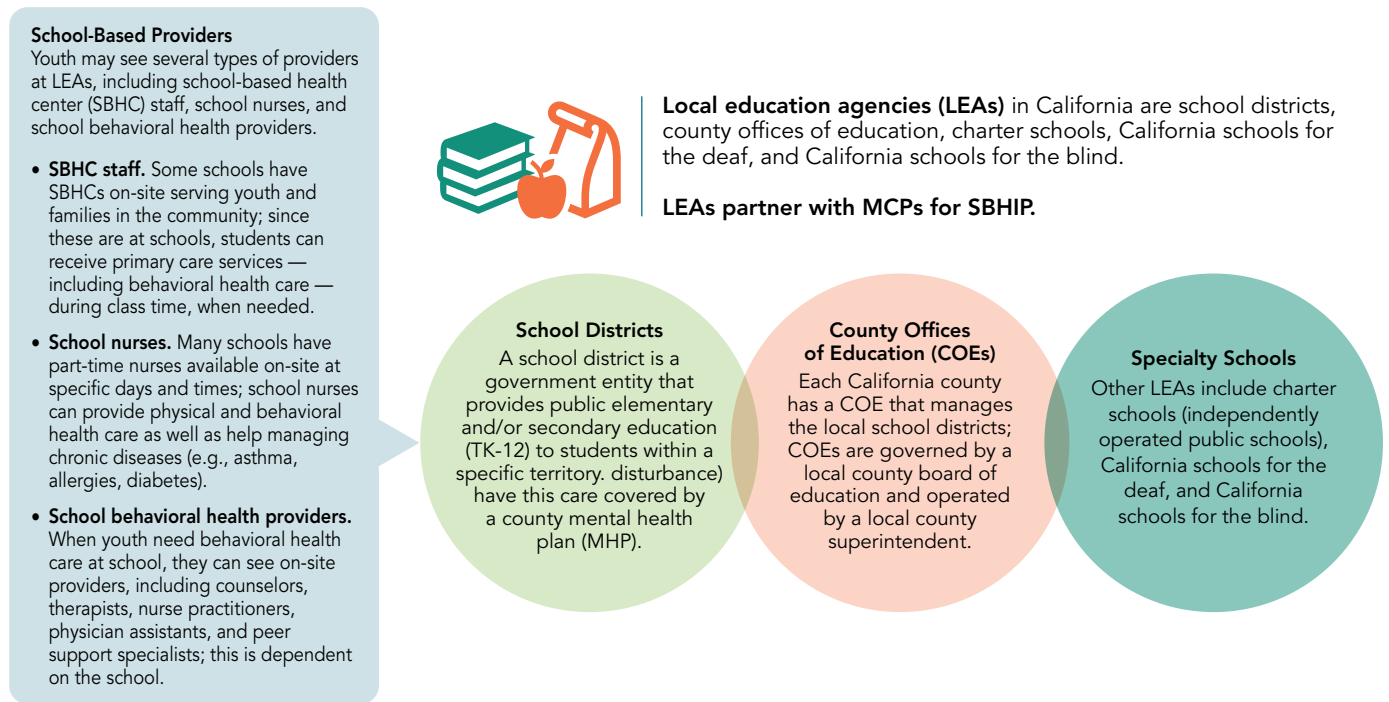 School-Based Providers
Youth may see several types of providers
at LEAs, including school-based health
center (SBHC) staff, school nurses, and
school behavioral health providers.
• SBHC staff. Some schools have
SBHCs on-site serving youth and
families in the community; since
these are at schools, students can
receive primary care services —
including behavioral health care —
during class time, when needed.
• School nurses. Many schools have
part-time nurses available on-site at
specific days and times; school nurses
can provide physical and behavioral
health care as well as help managing
chronic diseases (e.g., asthma,
allergies, diabetes).
• School behavioral health providers.
When youth need behavioral health
care at school, they can see on-site
providers, including counselors,
therapists, nurse practitioners,
physician assistants, and peer
support specialists; this is dependent
on the school.
Local education agencies (LEAs) in California are school districts,
county offices of education, charter schools, California schools for
the deaf, and California schools for the blind.
LEAs partner with MCPs for SBHIP.
School Districts
A school district is a
government entity that
provides public elementary
and/or secondary education
(TK-12) to students within a
specific territory. disturbance)
have this care covered by
a county mental health
plan (MHP).
County Offices
of Education (COEs)
Each California county
has a COE that manages
the local school districts;
COEs are governed by a
local county board of
education and operated
by a local county
superintendent.
Specialty Schools
Other LEAs include charter
schools (independently
operated public schools),
California schools for the
deaf, and California
schools for the blind.